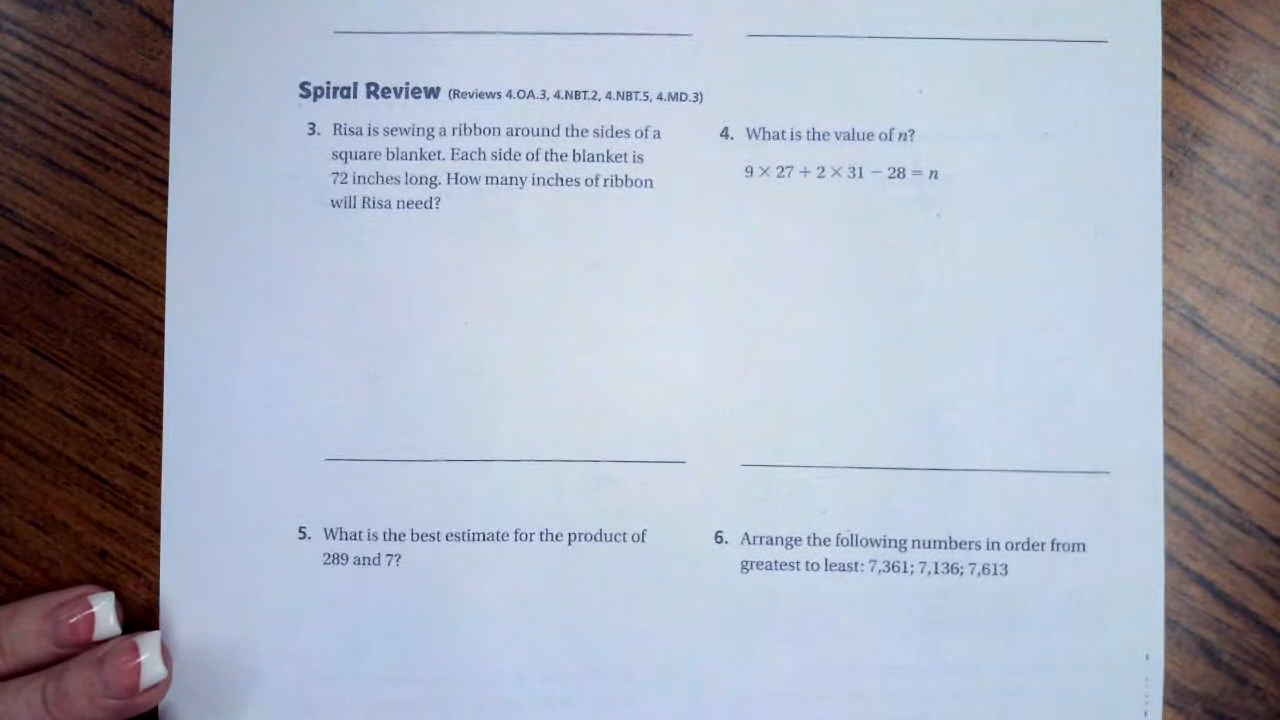 Spiral Review (Reviews 4.OA.3, 4.NBT.2, 4.NBT.5, 4.MD.3)
3. Risa is sewing a ribbon around the sides of a
square blanket. Each side of the blanket is
72 inches long. How many inches of ribbon
will Risa need?
4. What is the value of n?
9 × 27 + 2 × 31 − 28 = n
5. What is the best estimate for the product of
289 and 7?
6. Arrange the following numbers in order from
greatest to least: 7,361; 7,136; 7,613